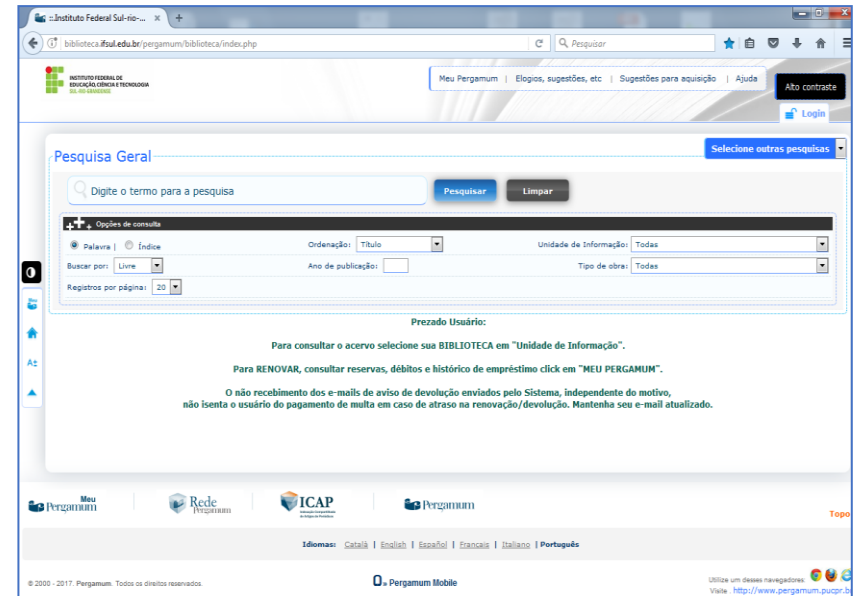 ::Instituto Federal Sul-rio-...
biblioteca.ifsul.edu.br/pergamum/biblioteca/index.php
Pesquisar
INSTITUTO FEDERAL DE
EDUCAÇÃO, CIÊNCIA E TECNOLOGIA
SUL-RIO-GRANDENSE
Meu Pergamum | Elogios, sugestões, etc | Sugestões para aquisição | Ajuda
Alto contraste
Login
Selecione outras pesquisas
Pesquisa Geral
Digite o termo para a pesquisa
Pesquisar
Limpar
Opções de consulta
Palavra | Índice
Ordenação: Título
Unidade de Informação: Todas
Buscar por: Livre
Ano de publicação:
Tipo de obra: Todas
Registros por página: 20
A±
Prezado Usuário:
Para consultar o acervo selecione sua BIBLIOTECA em "Unidade de Informação".
Para RENOVAR, consultar reservas, débitos e histórico de empréstimo click em "MEU PERGAMUM".
O não recebimento dos e-mails de aviso de devolução enviados pelo Sistema, independente do motivo,
não isenta o usuário do pagamento de multa em caso de atraso na renovação/devolução. Mantenha seu e-mail atualizado.
Meu
Pergamum
Rede
Pergamum
ICAP
Pergamum
Topo
Idiomas: Català | English | Español | Français | Italiano | Português
© 2000 - 2017. Pergamum. Todos os direitos reservados.
Pergamum Mobile
Utilize um desses navegadores:
Visite . http://www.pergamum.pucpr.br